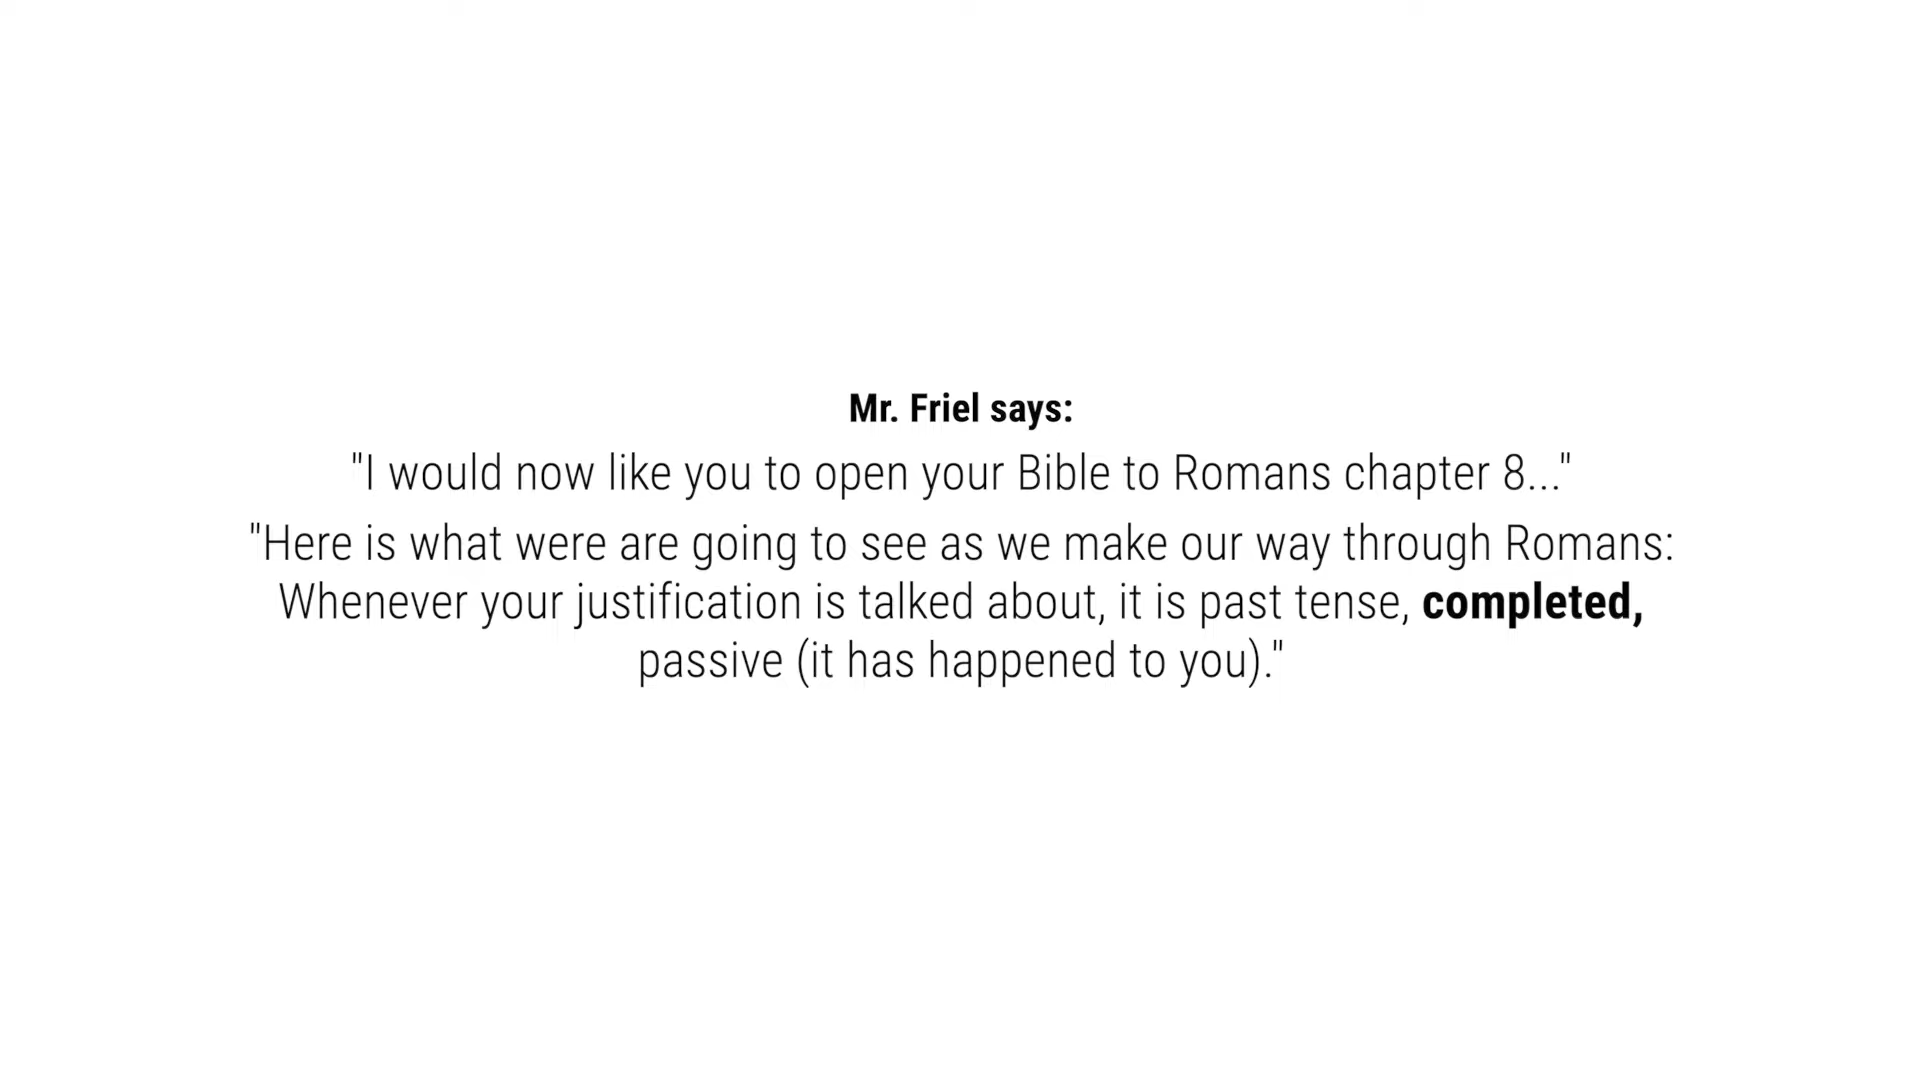 Mr. Friel says:
"I would now like you to open your Bible to Romans chapter 8..."
"Here is what were are going to see as we make our way through Romans:
Whenever your justification is talked about, it is past tense, completed,
passive (it has happened to you)."